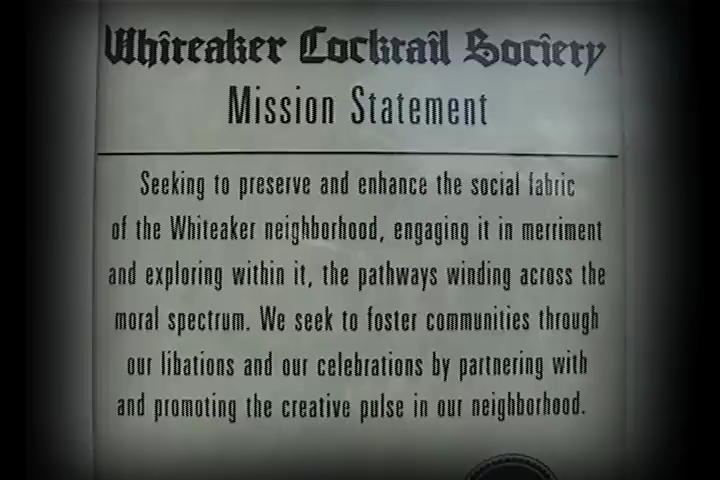 Whiteaker Cocktail Society
Mission Statement
Seeking to preserve and enhance the social fabric
of the Whiteaker neighborhood, engaging it in merriment
and exploring within it, the pathways winding across the
moral spectrum. We seek to foster communities through
our libations and our celebrations by partnering with
and promoting the creative pulse in our neighborhood.